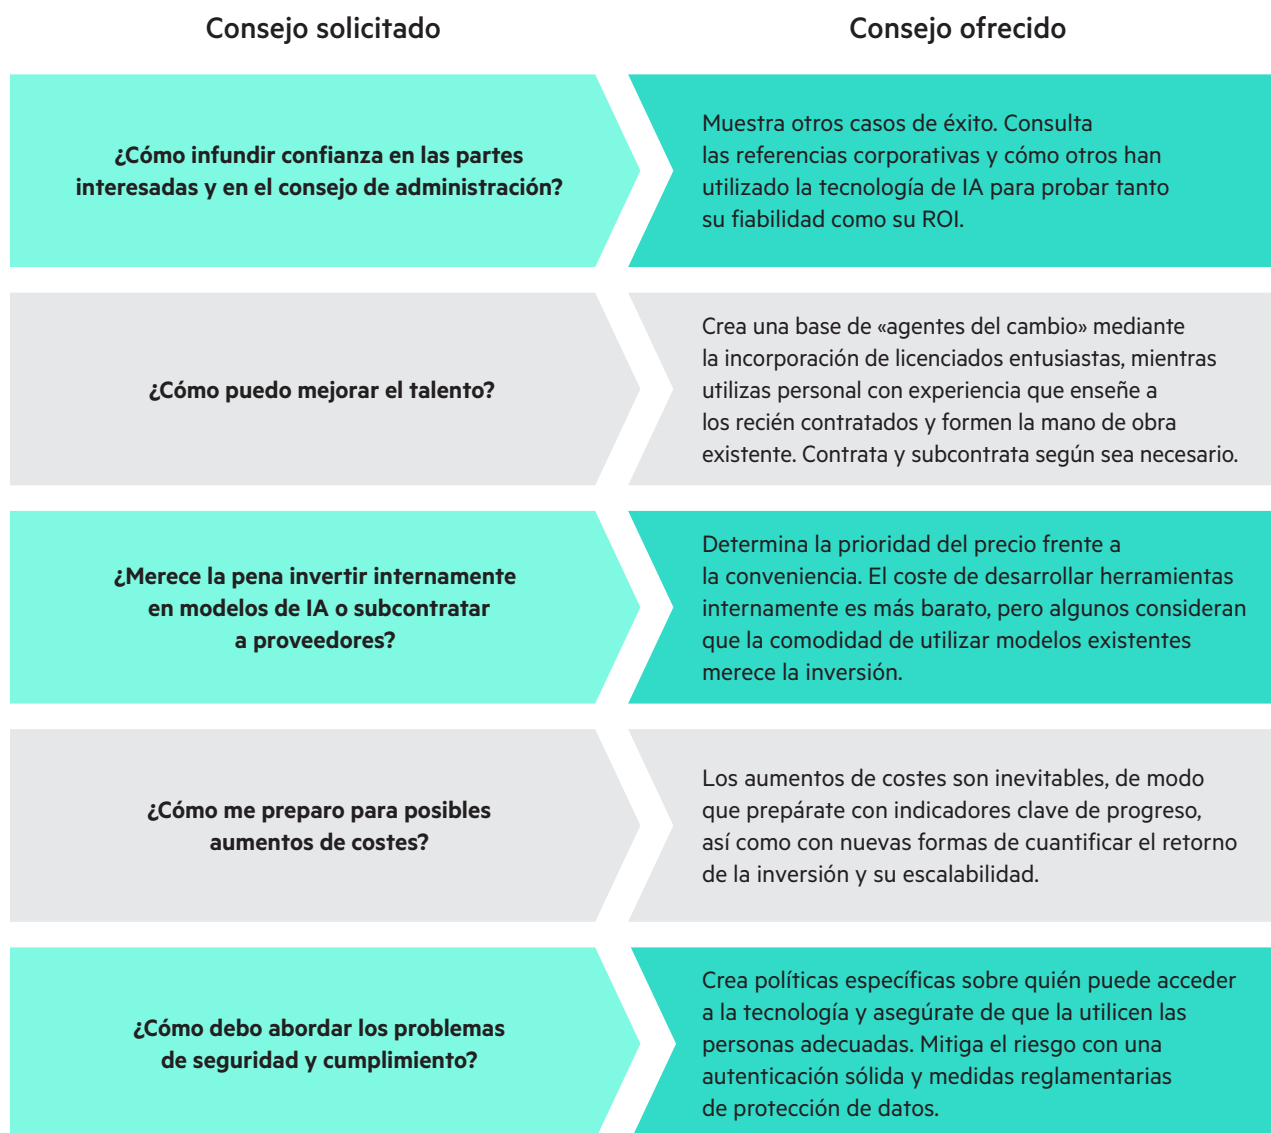 Consejo solicitado
Consejo ofrecido
¿Cómo infundir confianza en las partes
interesadas y en el consejo de administración?
Muestra otros casos de éxito. Consulta
las referencias corporativas y cómo otros han
utilizado la tecnología de IA para probar tanto
su fiabilidad como su ROI.
¿Cómo puedo mejorar el talento?
Crea una base de «agentes del cambio» mediante
la incorporación de licenciados entusiastas, mientras
utilizas personal con experiencia que enseñe a
los recién contratados y formen la mano de obra
existente. Contrata y subcontrata según sea necesario.
¿Merece la pena invertir internamente
en modelos de IA o subcontratar
a proveedores?
Determina la prioridad del precio frente a
la conveniencia. El coste de desarrollar herramientas
internamente es más barato, pero algunos consideran
que la comodidad de utilizar modelos existentes
merece la inversión.
¿Cómo me preparo para posibles
aumentos de costes?
Los aumentos de costes son inevitables, de modo
que prepárate con indicadores clave de progreso,
así como con nuevas formas de cuantificar el retorno
de la inversión y su escalabilidad.
¿Cómo debo abordar los problemas
de seguridad y cumplimiento?
Crea políticas específicas sobre quién puede acceder
a la tecnología y asegúrate de que la utilicen las
personas adecuadas. Mitiga el riesgo con una
autenticación sólida y medidas reglamentarias
de protección de datos.